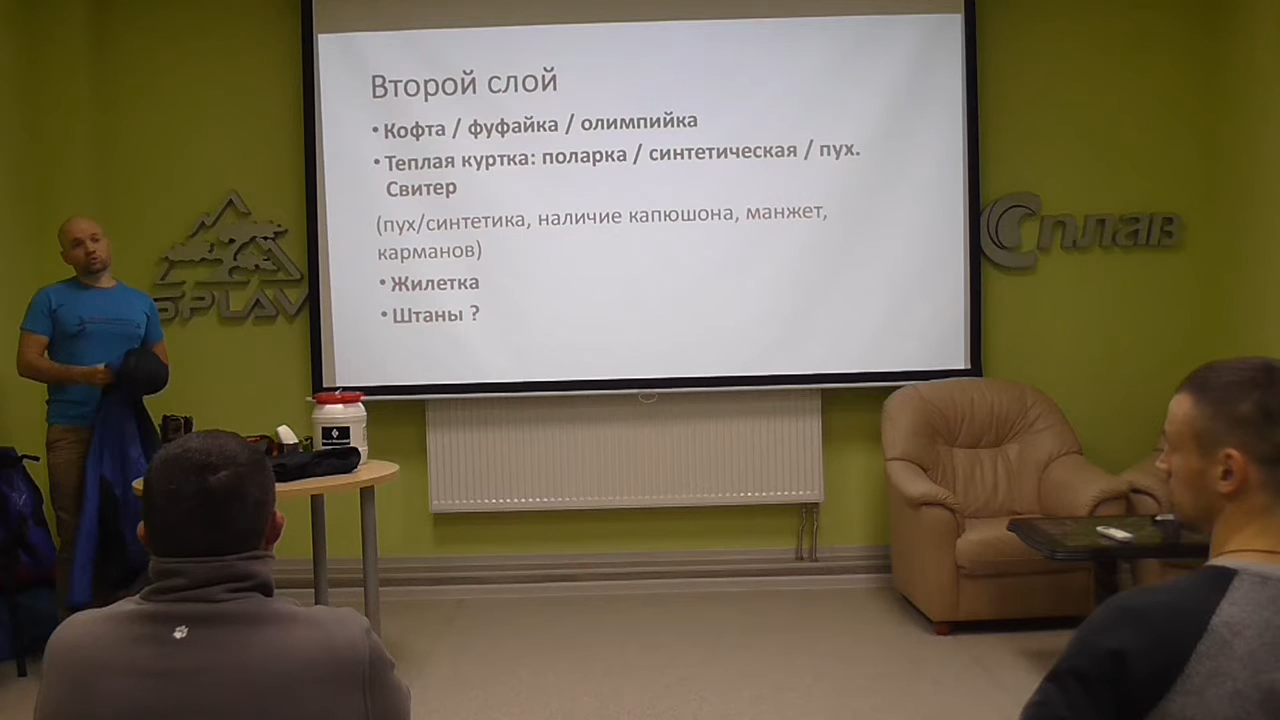 Второй слой
• Кофта / фуфайка / олимпийка
• Теплая куртка: поларка / синтетическая / пух.
Свитер
(пух/синтетика, наличие капюшона, манжет,
карманов)
• Жилетка
• Штаны ?
SPLAV
Сплав